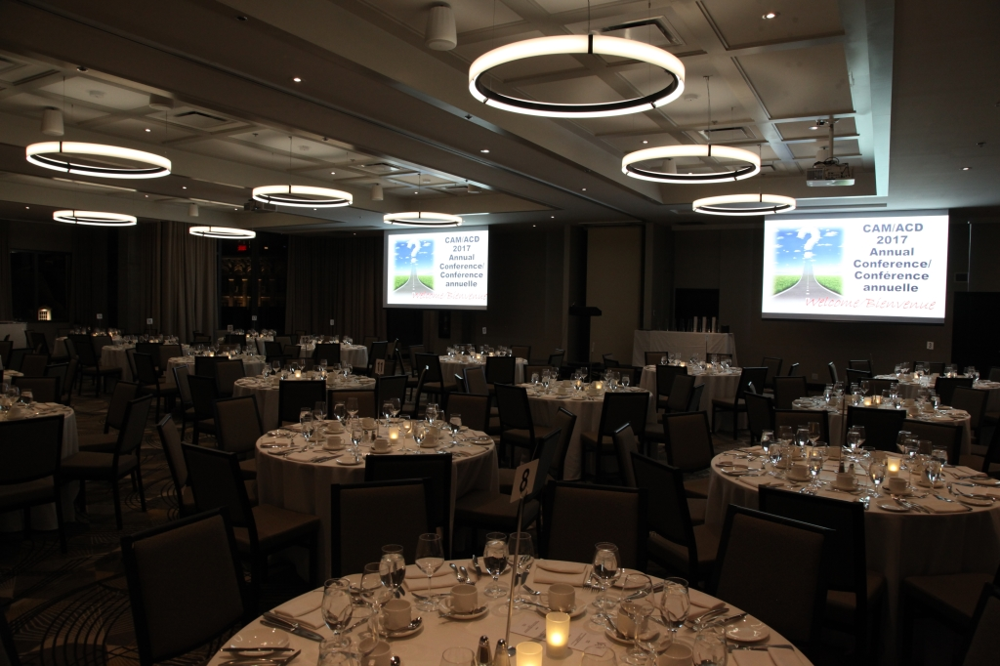 CAM/ACD
2017
Annual
Conference/
Conférence
annuelle
Welcome Bienvenue
CAM/ACD
2017
Annual
Conference/
Conférence
annuelle
Welcome Bienvenue
8